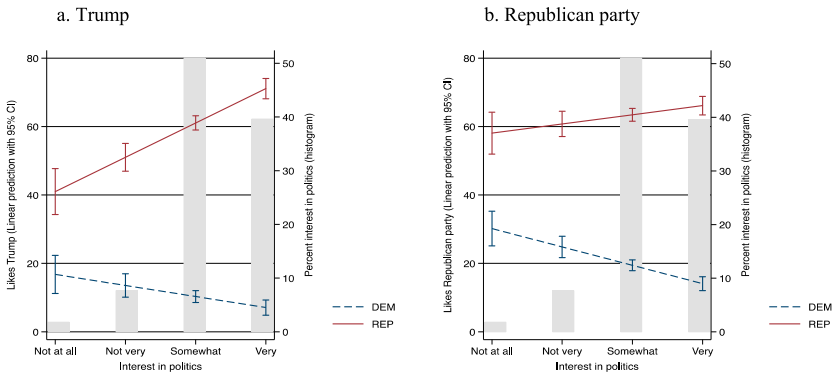 a. Trump
Likes Trump (Linear prediction with 95% CI)
80
60
40
20
0
50
40
30
20
10
0
Percent interest in politics (histogram)
Not at all
Not very
Somewhat
Very
Interest in politics
DEM
REP
b. Republican party
Likes Republican party (Linear prediction with 95% CI)
80
60
40
20
0
50
40
30
20
10
0
Percent interest in politics (histogram)
Not at all
Not very
Somewhat
Very
Interest in politics
DEM
REP